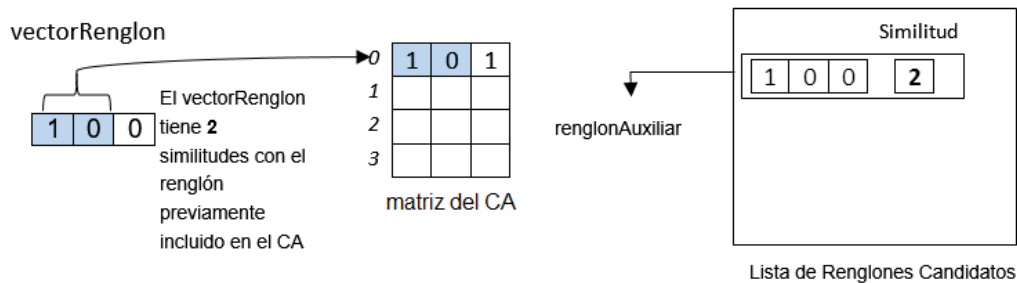 vectorRenglon
1 0 0
El vectorRenglon
tiene 2
similitudes con el
renglón
previamente
incluido en el CA
0 1 0 1
1
2
3
matriz del CA
renglonAuxiliar
Similitud
1 0 0 2
Lista de Renglones Candidatos